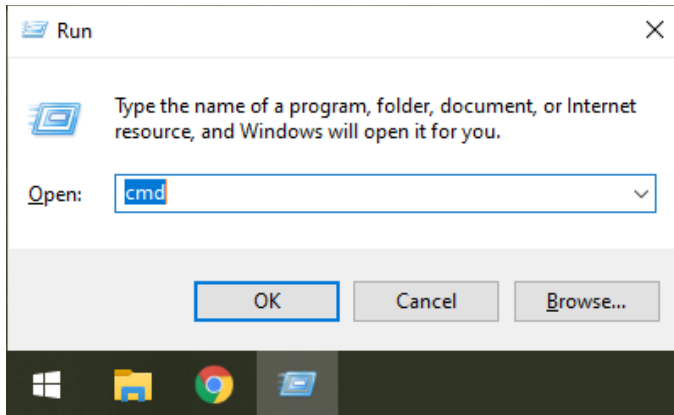 Run
Type the name of a program, folder, document, or Internet
resource, and Windows will open it for you.
Open: cmd
OK Cancel Browse...